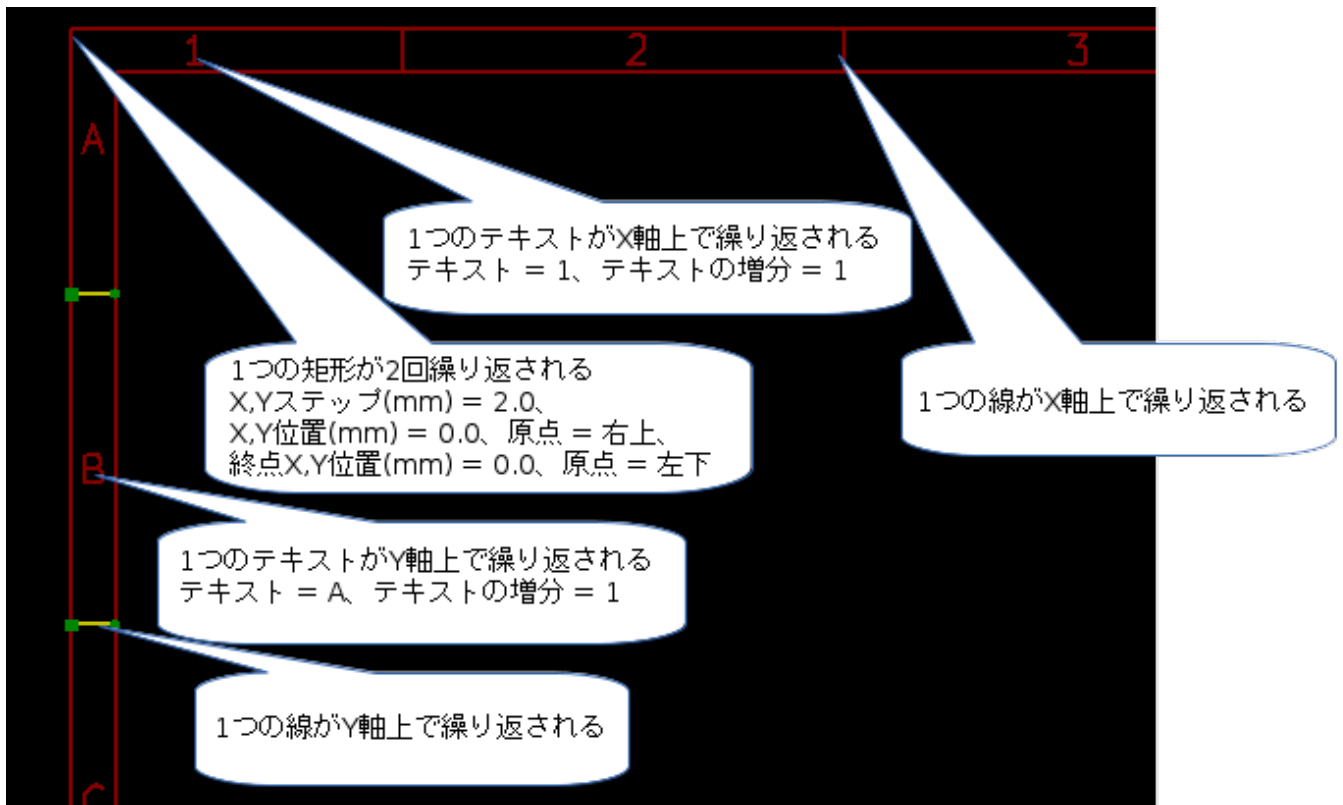 1
2
3
A
1つのテキストがX軸上で繰り返される
テキスト = 1、テキストの増分 = 1
1つの矩形が2回繰り返される
X,Yステップ(mm) = 2.0、
X,Y位置(mm) = 0.0、原点 = 右上、
終点X,Y位置(mm) = 0.0、原点 = 左下
1つの線がX軸上で繰り返される
B
1つのテキストがY軸上で繰り返される
テキスト = A、テキストの増分 = 1
1つの線がY軸上で繰り返される
C